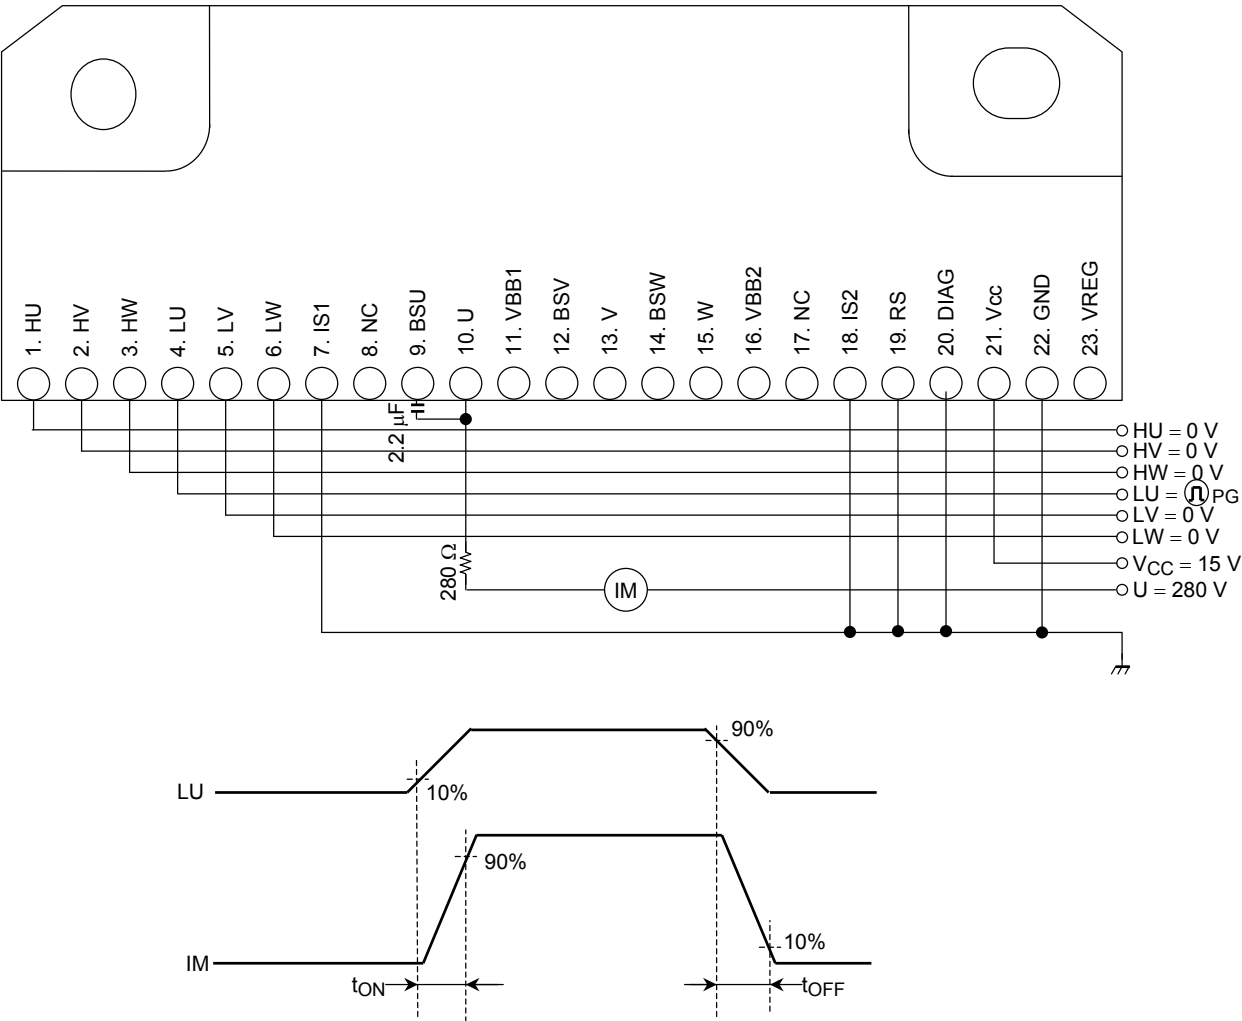 1. HU
2. HV
3. HW
4. LU
5. LV
6. LW
7. IS1
8. NC
9. BSU
10. U
11. VBB1
12. BSV
13. V
14. BSW
15. W
16. VBB2
17. NC
18. IS2
19. RS
20. DIAG
21. Vcc
22. GND
23. VREG
2.2 μF
HU = 0 V
HV = 0 V
HW = 0 V
LU = PG
LV = 0 V
LW = 0 V
VCC = 15 V
280 Ω
IM
U = 280 V
90%
LU
10%
90%
10%
IM
tON
tOFF